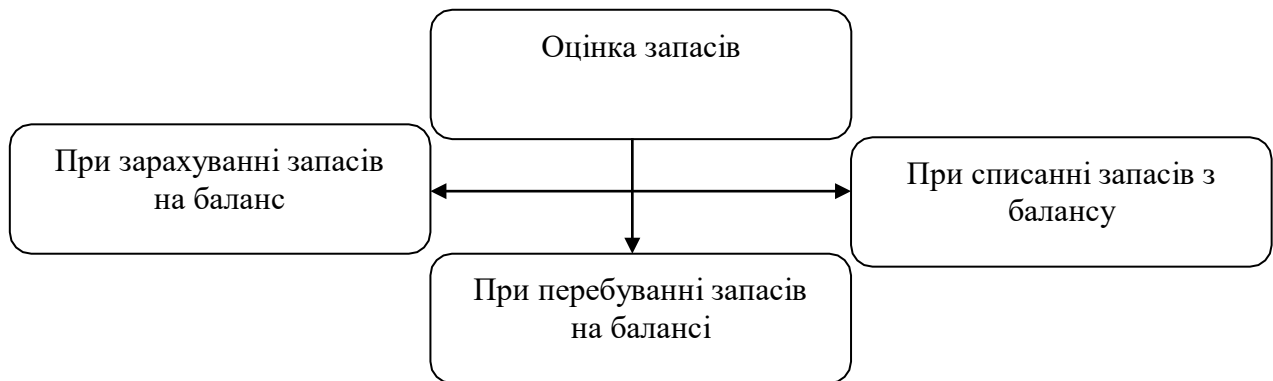 Оцінка запасів
При зарахуванні запасів
на баланс
При списанні запасів з
балансу
При перебуванні запасів
на балансі